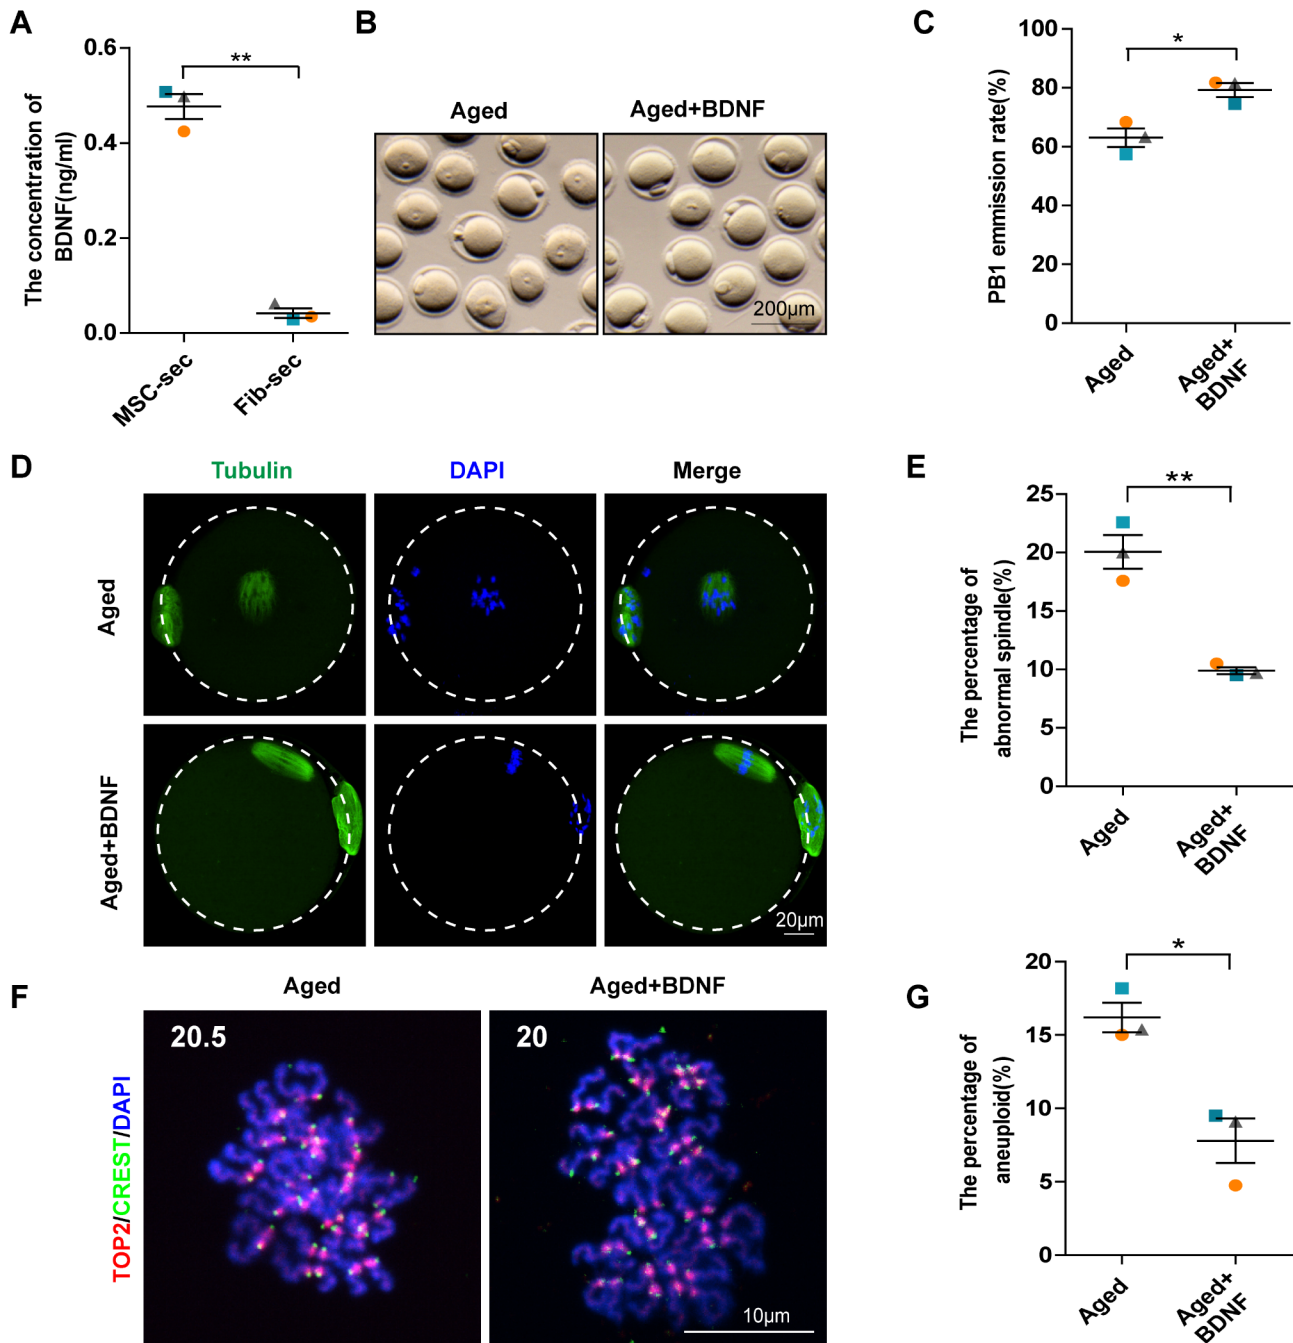 A
The concentration of
BDNF(ng/ml)
0.6
0.4
0.2
0.0
**
MSC-sec
Fib-sec
B
Aged
Aged+BDNF
200μm
C
PB1 emmission rate(%)
100
80
60
40
20
0
*
Aged
Aged+
BDNF
D
Tubulin
DAPI
Merge
Aged
Aged+BDNF
20μm
E
The percentage of
abnormal spindle(%)
25
20
15
10
5
0
**
Aged
Aged+
BDNF
F
Aged
Aged+BDNF
TOP2/CREST/DAPI
20.5
20
10μm
G
The percentage of
aneuploid(%)
20
15
10
5
0
*
Aged
Aged+
BDNF